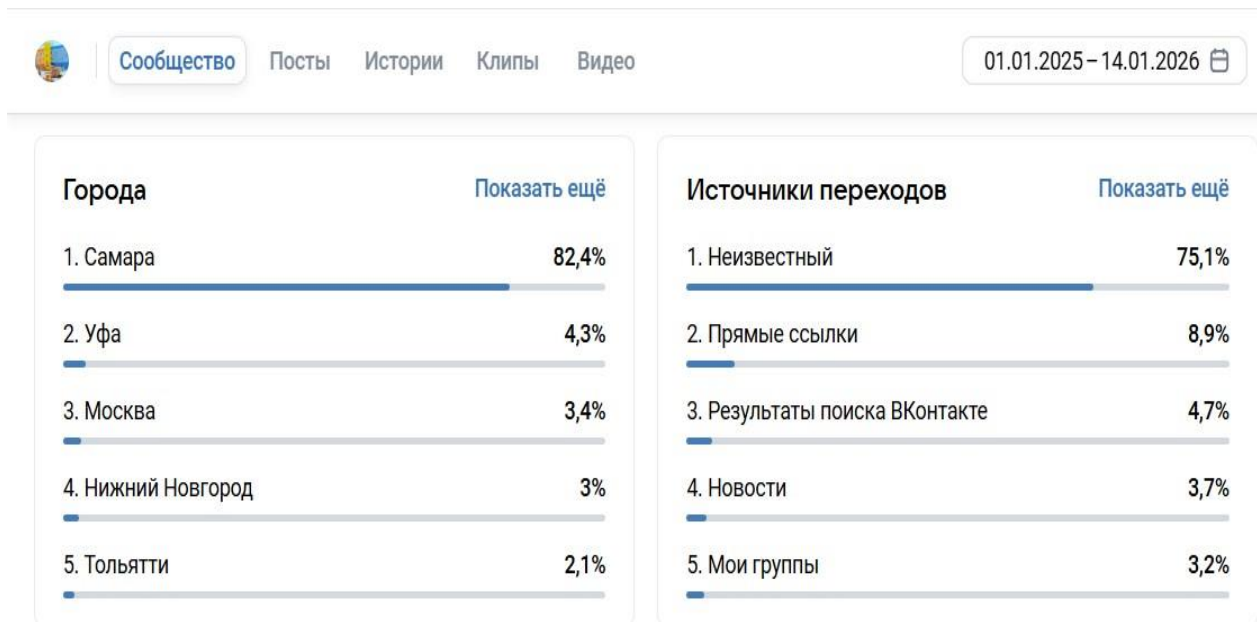 Сообщество Посты Истории Клипы Видео 01.01.2025 – 14.01.2026
Города Показать ещё
1. Самара 82,4%
2. Уфа 4,3%
3. Москва 3,4%
4. Нижний Новгород 3%
5. Тольятти 2,1%
Источники переходов Показать ещё
1. Неизвестный 75,1%
2. Прямые ссылки 8,9%
3. Результаты поиска ВКонтакте 4,7%
4. Новости 3,7%
5. Мои группы 3,2%